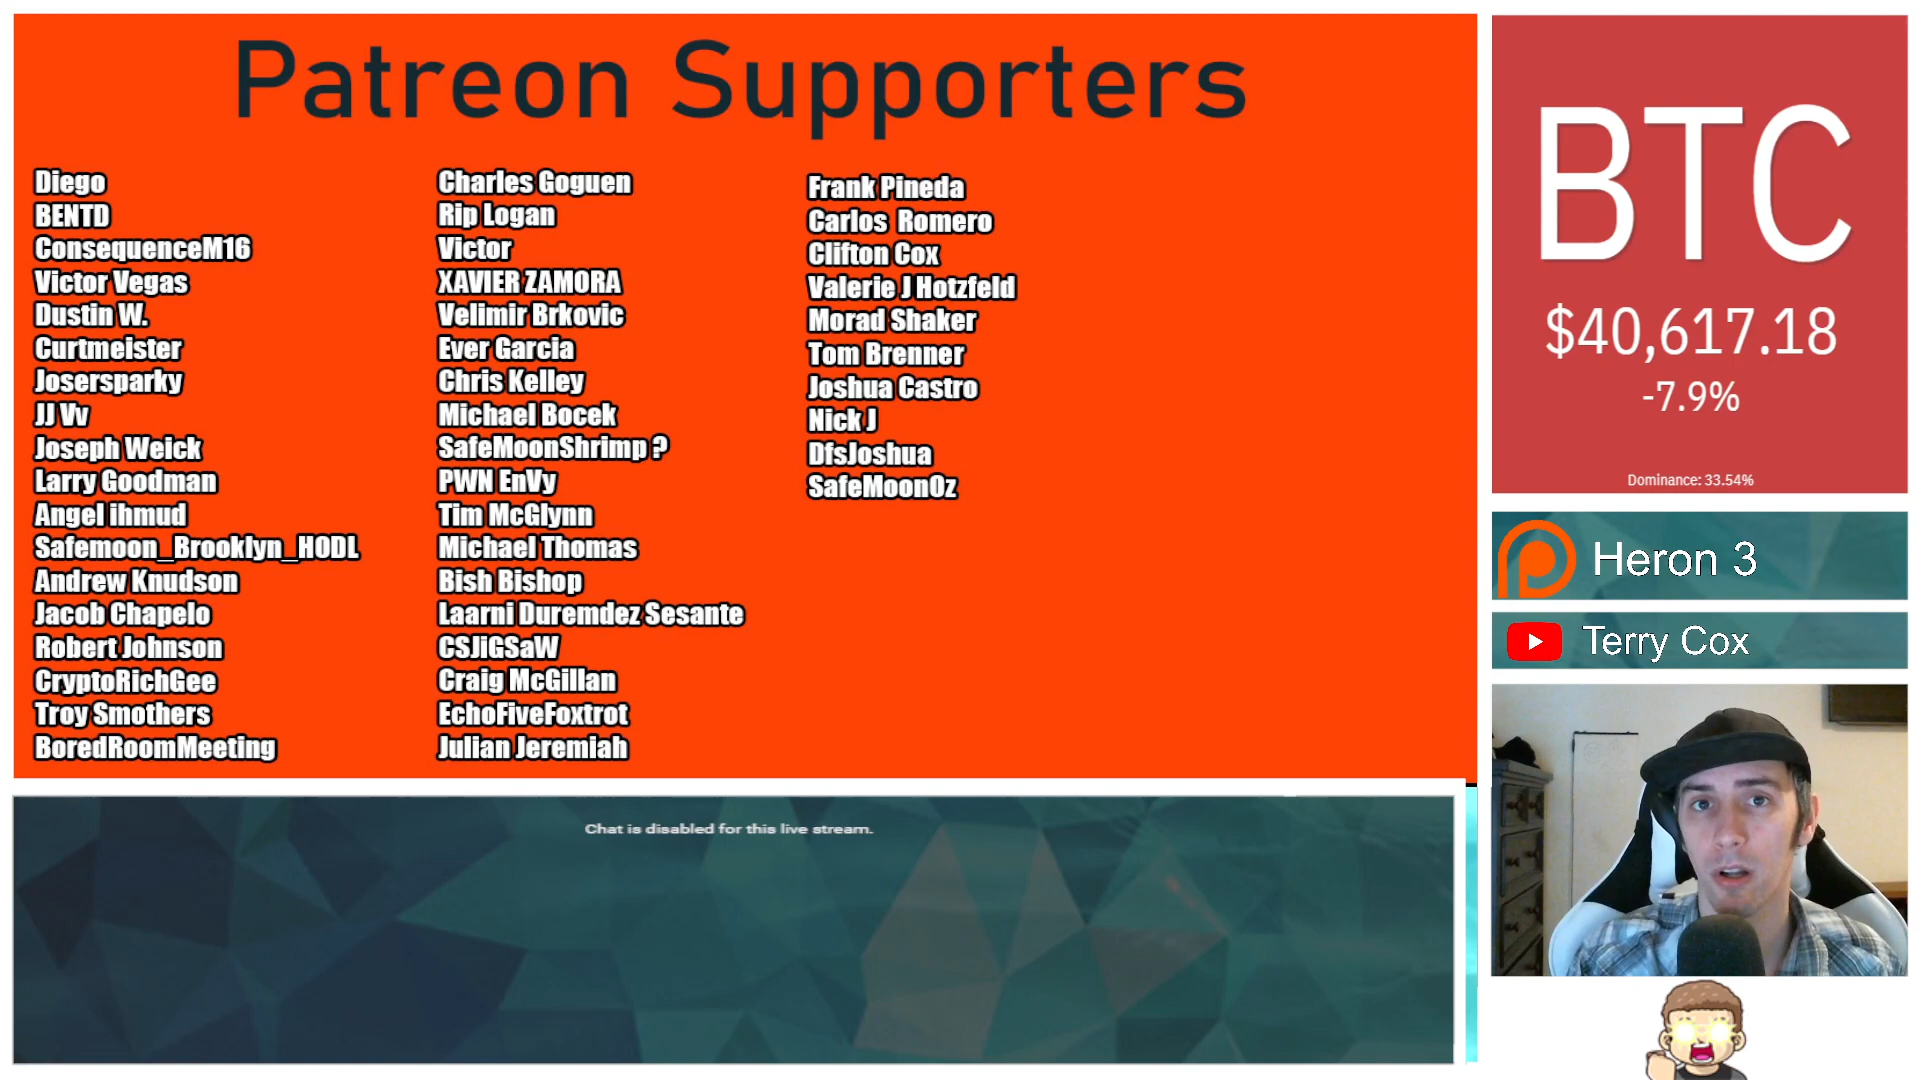 Patreon Supporters
Diego
BENTD
ConsequenceM16
Victor Vegas
Dustin W.
Curtmeister
Josersparky
JJ Vv
Joseph Weick
Larry Goodman
Angel ihmud
Safemoon_Brooklyn_HODL
Andrew Knudson
Jacob Chapelo
Robert Johnson
CryptoRichGee
Troy Smothers
BoredRoomMeeting
Charles Goguen
Rip Logan
Victor
XAVIER ZAMORA
Velimir Brkovic
Ever Garcia
Chris Kelley
Michael Bocek
SafeMoonShrimp ?
PWN EnVy
Tim McGlynn
Michael Thomas
Bish Bishop
Laarni Duremdez Sesante
CSJiGSaW
Craig McGillan
EchoFiveFoxtrot
Julian Jeremiah
Frank Pineda
Carlos  Romero
Clifton Cox
Valerie J Hotzfeld
Morad Shaker
Tom Brenner
Joshua Castro
Nick J
DfsJoshua
SafeMoonOz
BTC
$40,617.18
-7.9%
Dominance: 33.54%
Heron 3
Terry Cox
Chat is disabled for this live stream.